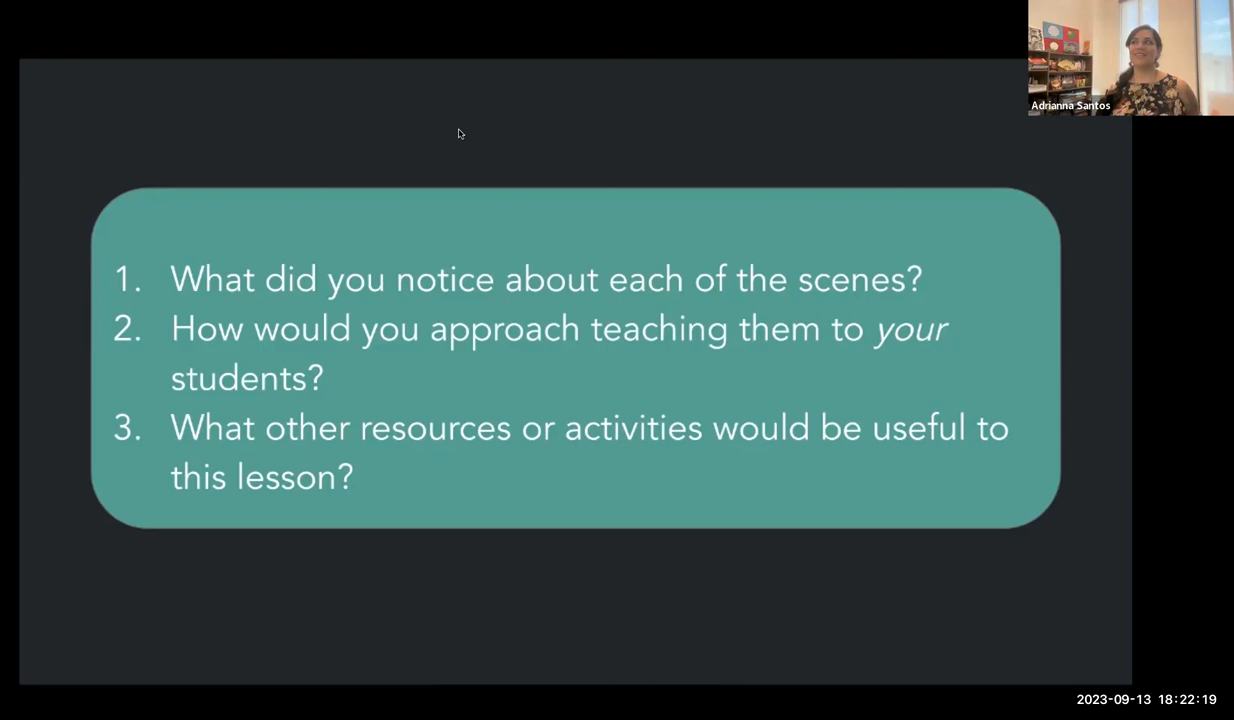 Adrianna Santos
1. What did you notice about each of the scenes?
2. How would you approach teaching them to your
students?
3. What other resources or activities would be useful to
this lesson?
2023-09-13 18:22:19